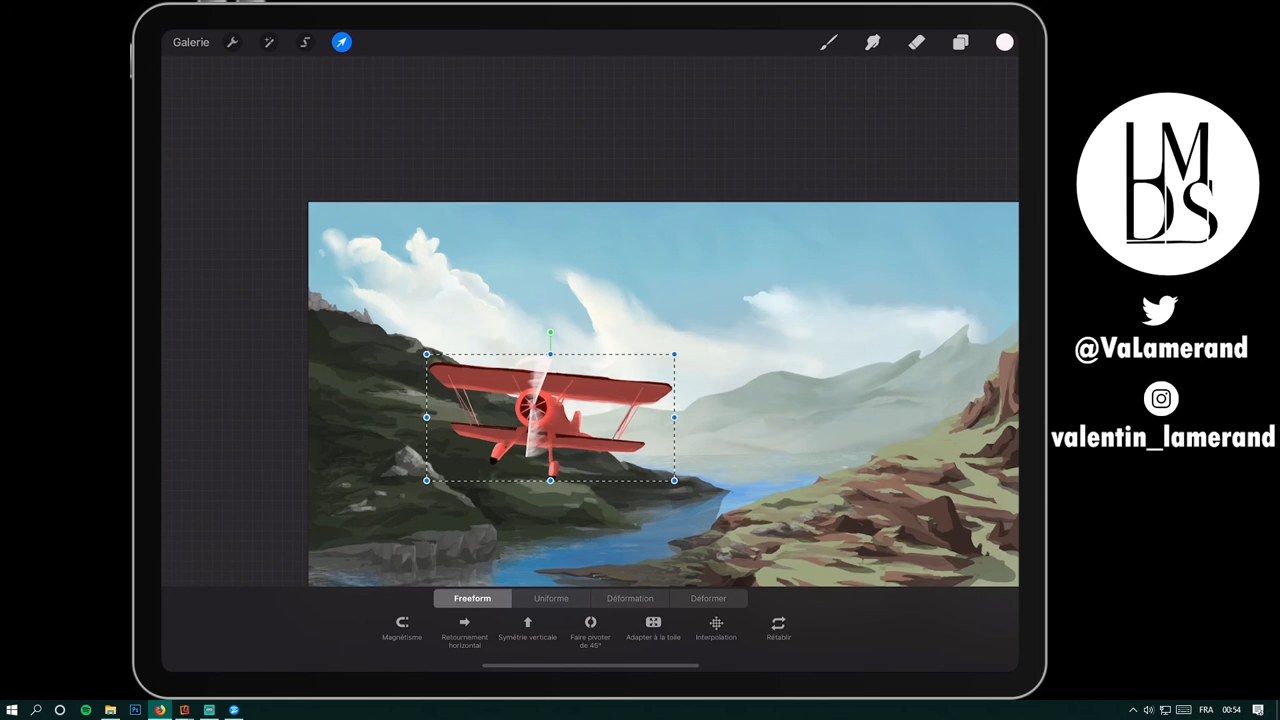 Galerie
LMDS
@VaLamerand
valentin_lamerand
Freeform Uniforme Déformation Déformer
Magnétisme Retournement horizontal Symétrie verticale Faire pivoter de 45° Adapter à la toile Interpolation Rétablir
FRA 00:54